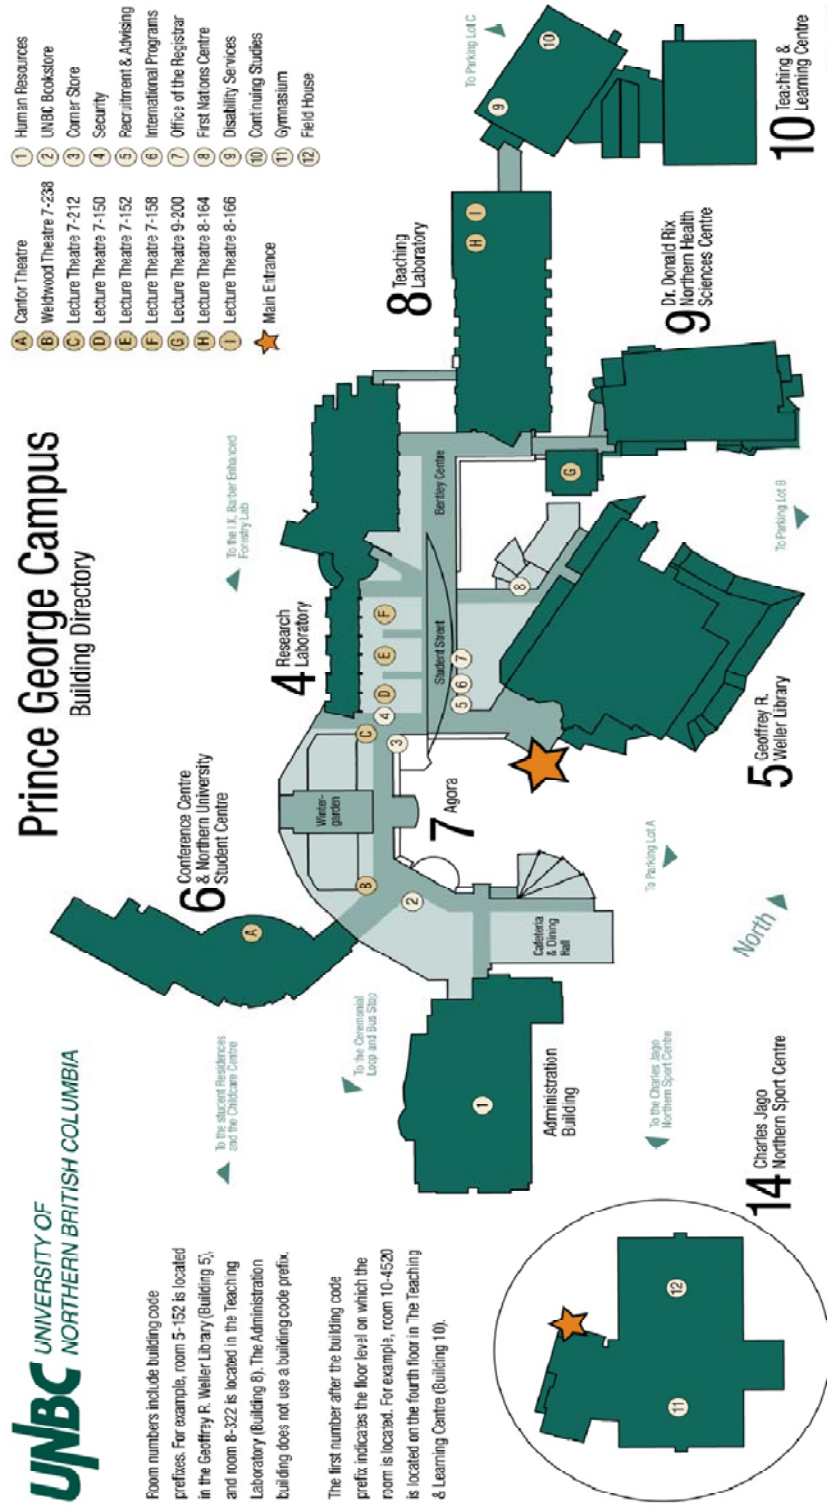 UNBC
UNIVERSITY OF
NORTHERN BRITISH COLUMBIA
Prince George Campus
Building Directory
A Canfor Theatre
B Weldwood Theatre 7-238
C Lecture Theatre 7-212
D Lecture Theatre 7-150
E Lecture Theatre 7-152
F Lecture Theatre 7-158
G Lecture Theatre 9-200
H Lecture Theatre 8-164
I Lecture Theatre 8-166
Main Entrance
1 Human Resources
2 UNBC Bookstore
3 Corner Store
4 Security
5 Recruitment & Advising
6 International Programs
7 Office of the Registrar
8 First Nations Centre
9 Disability Services
10 Continuing Studies
11 Gymnasium
12 Field House
Room numbers include building code
prefixes. For example, room 5-152 is located
in the Geoffrey R. Weller Library (Building 5),
and room 8-322 is located in the Teaching
Laboratory (Building 8). The Administration
building does not use a building code prefix.
The first number after the building code
prefix indicates the floor level on which the
room is located. For example, room 10-4520
is located on the fourth floor in The Teaching
& Learning Centre (Building 10).
To the student Residences
and the Childcare Centre
6 Conference Centre
& Northern University
Student Centre
A
To the I.K. Barber Enhanced
Forestry Lab
4 Research
Laboratory
To the Ceremonial
Loop and Bus Stop
Winter-
garden
B
C
D
E
F
2
3
4
5
6
7
8
7 Agora
Student Street
Bentley Centre
8 Teaching
Laboratory
H
I
To Parking Lot C
9
10
10 Teaching &
Learning Centre
G
9 Dr. Donald Rix
Northern Health
Sciences Centre
To Parking Lot B
5 Geoffrey R.
Weller Library
To Parking Lot A
North
Cafeteria
& Dining
Hall
1
Administration
Building
To the Charles Jago
Northern Sport Centre
14 Charles Jago
Northern Sport Centre
11
12